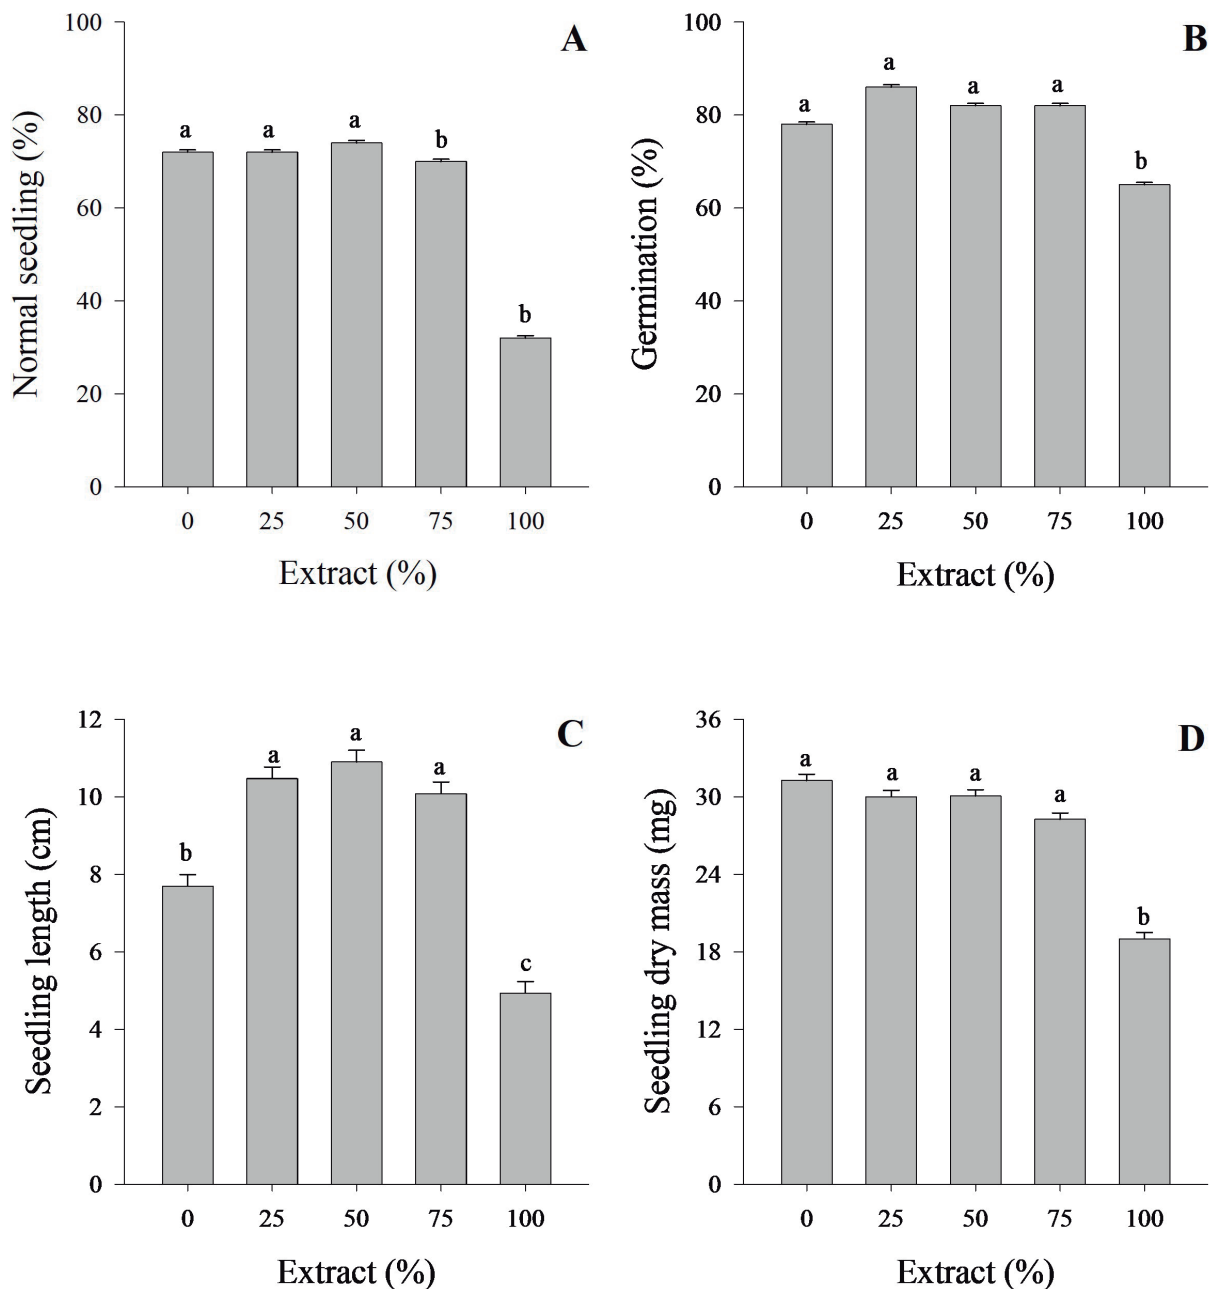 A
Normal seedling (%)
100
80
60
40
20
0
a a a b b
0 25 50 75 100
Extract (%)
B
Germination (%)
100
80
60
40
20
0
a a a a b
0 25 50 75 100
Extract (%)
C
Seedling length (cm)
12
10
8
6
4
2
0
b a a a c
0 25 50 75 100
Extract (%)
D
Seedling dry mass (mg)
36
30
24
18
12
6
0
a a a a b
0 25 50 75 100
Extract (%)